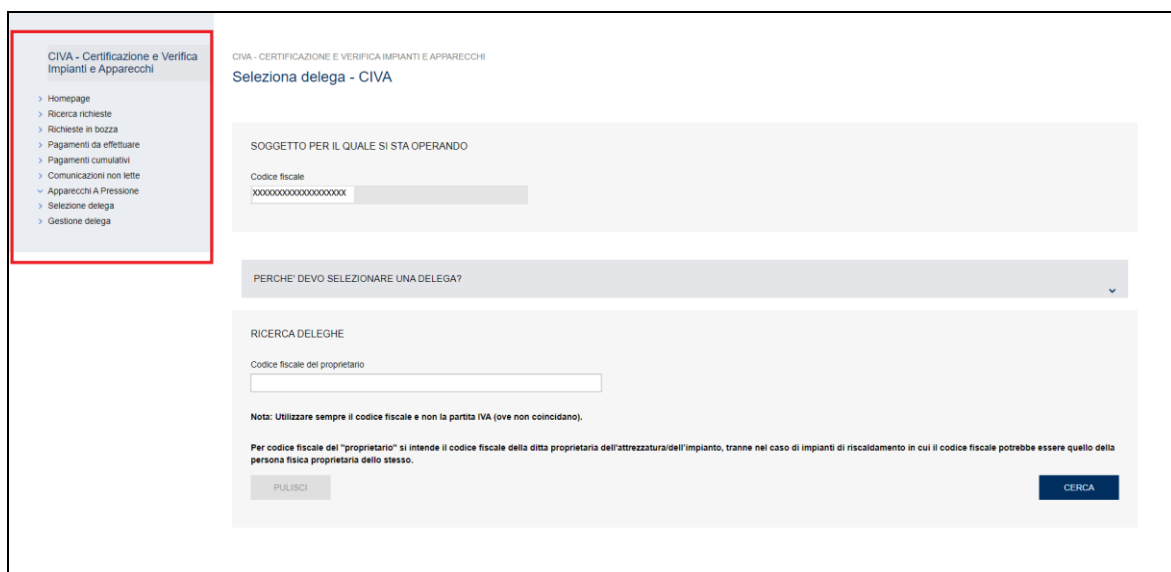 CIVA - Certificazione e Verifica
Impianti e Apparecchi
Homepage
Ricerca richieste
Richieste in bozza
Pagamenti da effettuare
Pagamenti cumulativi
Comunicazioni non lette
Apparecchi A Pressione
Selezione delega
Gestione delega
CIVA - CERTIFICAZIONE E VERIFICA IMPIANTI E APPARECCHI
Seleziona delega - CIVA
SOGGETTO PER IL QUALE SI STA OPERANDO
Codice fiscale
XXXXXXXXXXXXXXXXXXX
PERCHE' DEVO SELEZIONARE UNA DELEGA?
RICERCA DELEGHE
Codice fiscale del proprietario
Nota: Utilizzare sempre il codice fiscale e non la partita IVA (ove non coincidano).
Per codice fiscale del "proprietario" si intende il codice fiscale della ditta proprietaria dell'attrezzatura/dell'impianto, tranne nel caso di impianti di riscaldamento in cui il codice fiscale potrebbe essere quello della
persona fisica proprietaria dello stesso.
PULISCI
CERCA